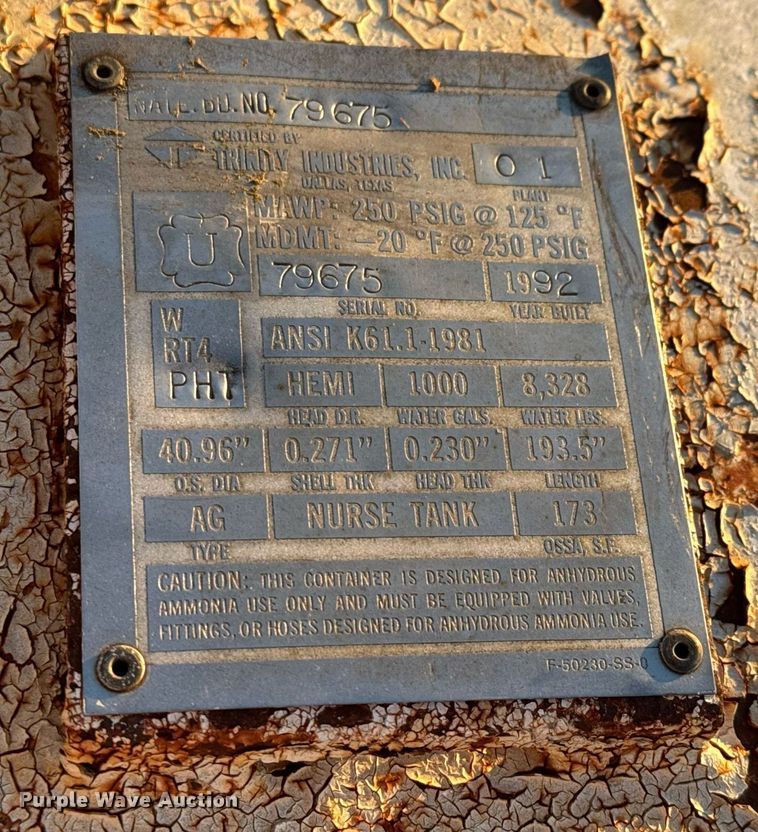 NAT'L. BD. NO. 79675
CERTIFIED BY
TRINITY INDUSTRIES, INC.
DALLAS, TEXAS
01
PLANT
MAWP: 250 PSIG @ 125 °F
MDMT: -20 °F @ 250 PSIG
U
79675 1992
SERIAL NO. YEAR BUILT
W
RT4
PHT
ANSI K61.1-1981
HEMI 1000 8,328
HEAD D.R. WATER GALS. WATER LBS.
40.96" 0.271" 0.230" 193.5"
O.S. DIA SHELL THK HEAD THK LENGTH
AG NURSE TANK 173
TYPE OSSA, S.F.
CAUTION: THIS CONTAINER IS DESIGNED FOR ANHYDROUS
AMMONIA USE ONLY AND MUST BE EQUIPPED WITH VALVES,
FITTINGS, OR HOSES DESIGNED FOR ANHYDROUS AMMONIA USE.
F-50230-SS-0
Purple Wave Auction